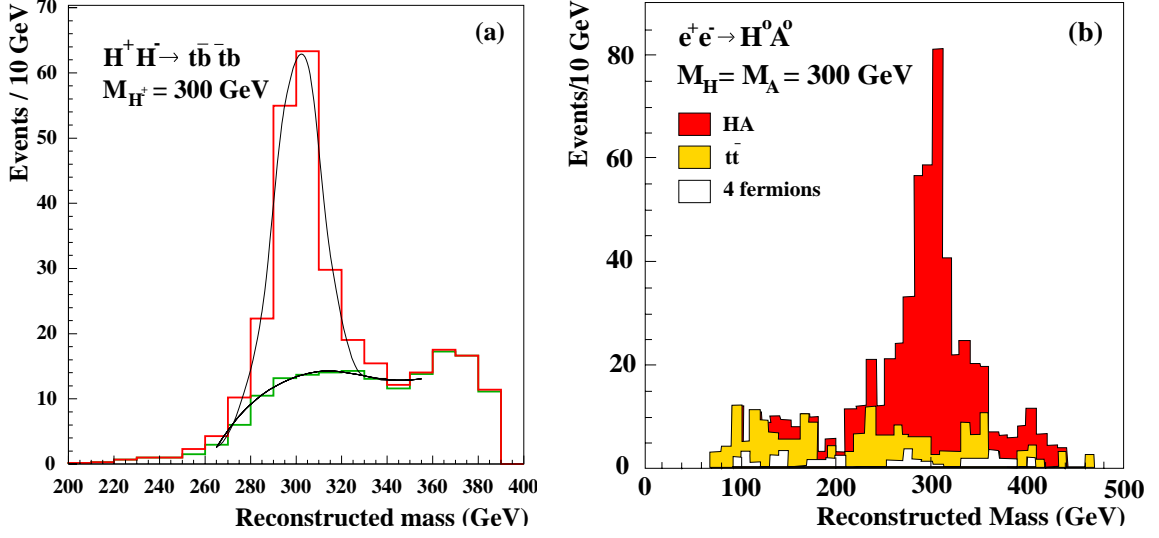 (a)
H⁺H⁻→ tb̄ t̄b
M_H⁺ = 300 GeV
Events / 10 GeV
70
60
50
40
30
20
10
0
200 220 240 260 280 300 320 340 360 380 400
Reconstructed mass (GeV)
(b)
e⁺e⁻→ H⁰A⁰
M_H = M_A = 300 GeV
HA
tt̄
4 fermions
Events/10 GeV
80
60
40
20
0
0 100 200 300 400 500
Reconstructed Mass (GeV)